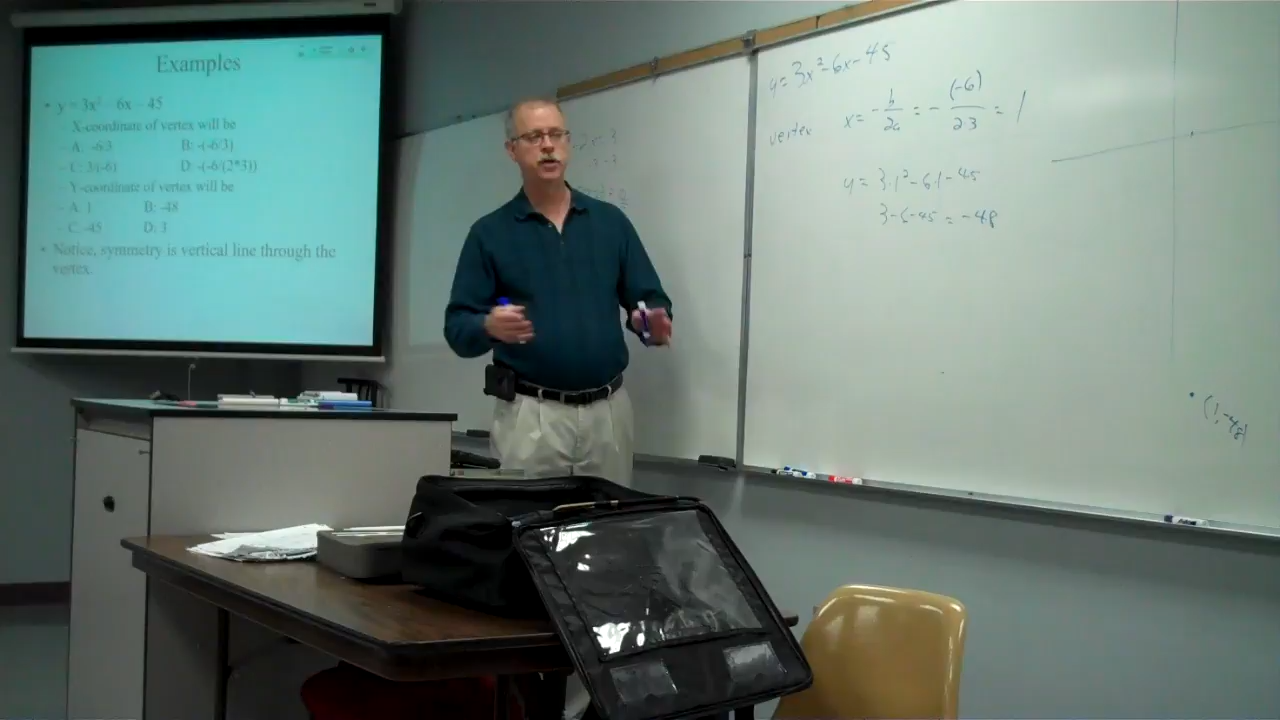 Examples
• y = 3x² – 6x – 45
– X-coordinate of vertex will be
– A: -6/3 B: -(-6/3)
– C: 3/(-6) D: -(-6/(2*3))
– Y-coordinate of vertex will be
– A: 1 B: -48
– C: -45 D: 3
• Notice, symmetry is vertical line through the
vertex.
y = 3x² - 6x - 45
vertex x = -b/2a = - (-6)/2·3 = 1
y = 3·1² - 6·1 - 45
3 - 6 - 45 = -48
(1, -48)